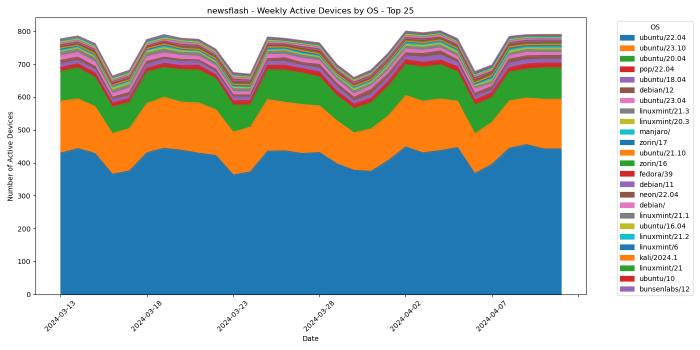 newsflash - Weekly Active Devices by OS - Top 25
Number of Active Devices
800
700
600
500
400
300
200
100
0
2024-03-13
2024-03-18
2024-03-23
2024-03-28
2024-04-02
2024-04-07
Date
OS
ubuntu/22.04
ubuntu/23.10
ubuntu/20.04
pop/22.04
ubuntu/18.04
debian/12
ubuntu/23.04
linuxmint/21.3
linuxmint/20.3
manjaro/
zorin/17
ubuntu/21.10
zorin/16
fedora/39
debian/11
neon/22.04
debian/
linuxmint/21.1
ubuntu/16.04
linuxmint/21.2
linuxmint/6
kali/2024.1
linuxmint/21
ubuntu/10
bunsenlabs/12